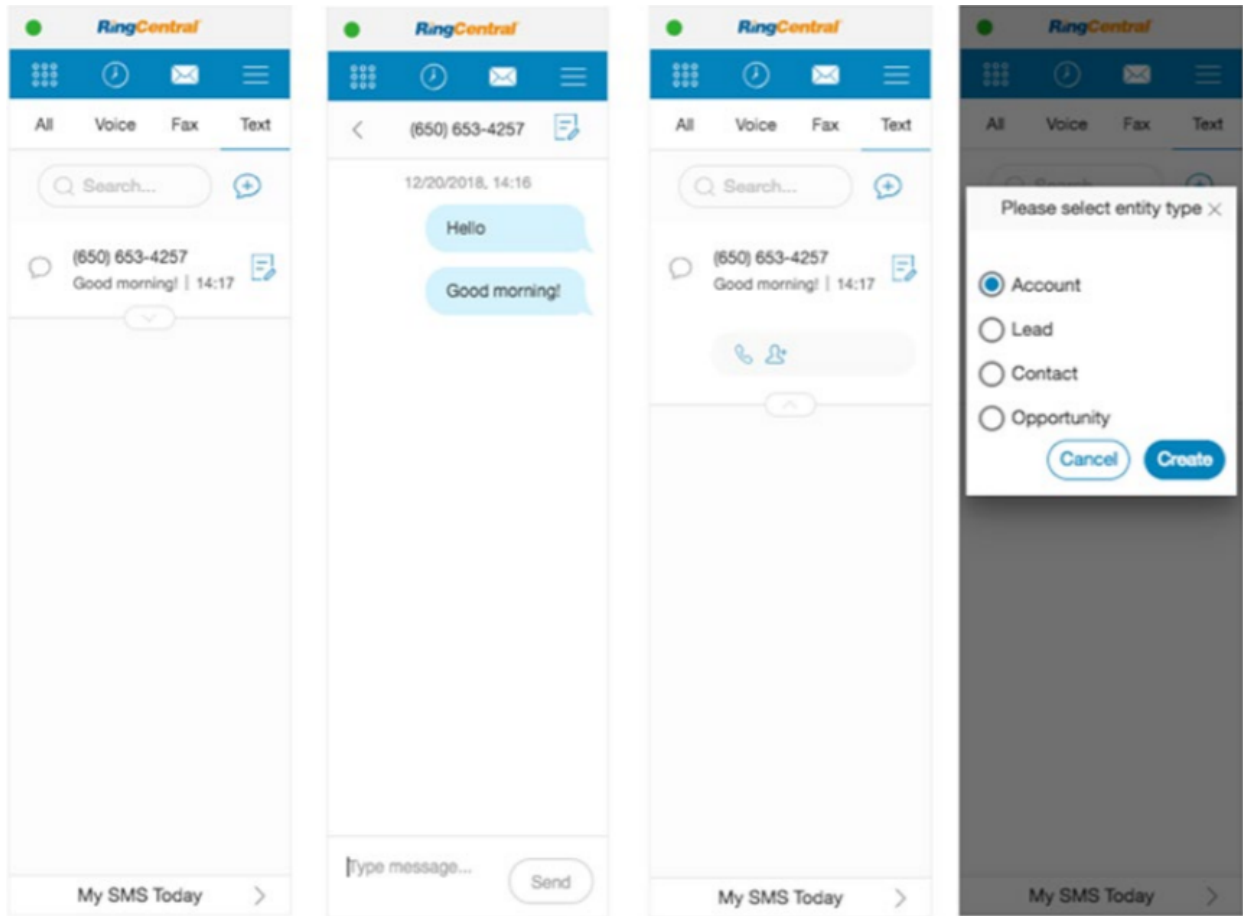 RingCentral
All Voice Fax Text
Search...
(650) 653-4257
Good morning! | 14:17
My SMS Today
RingCentral
(650) 653-4257
12/20/2018, 14:16
Hello
Good morning!
Type message...
Send
RingCentral
All Voice Fax Text
Search...
(650) 653-4257
Good morning! | 14:17
My SMS Today
RingCentral
All Voice Fax Text
Search
Please select entity type
Account
Lead
Contact
Opportunity
Cancel Create
My SMS Today